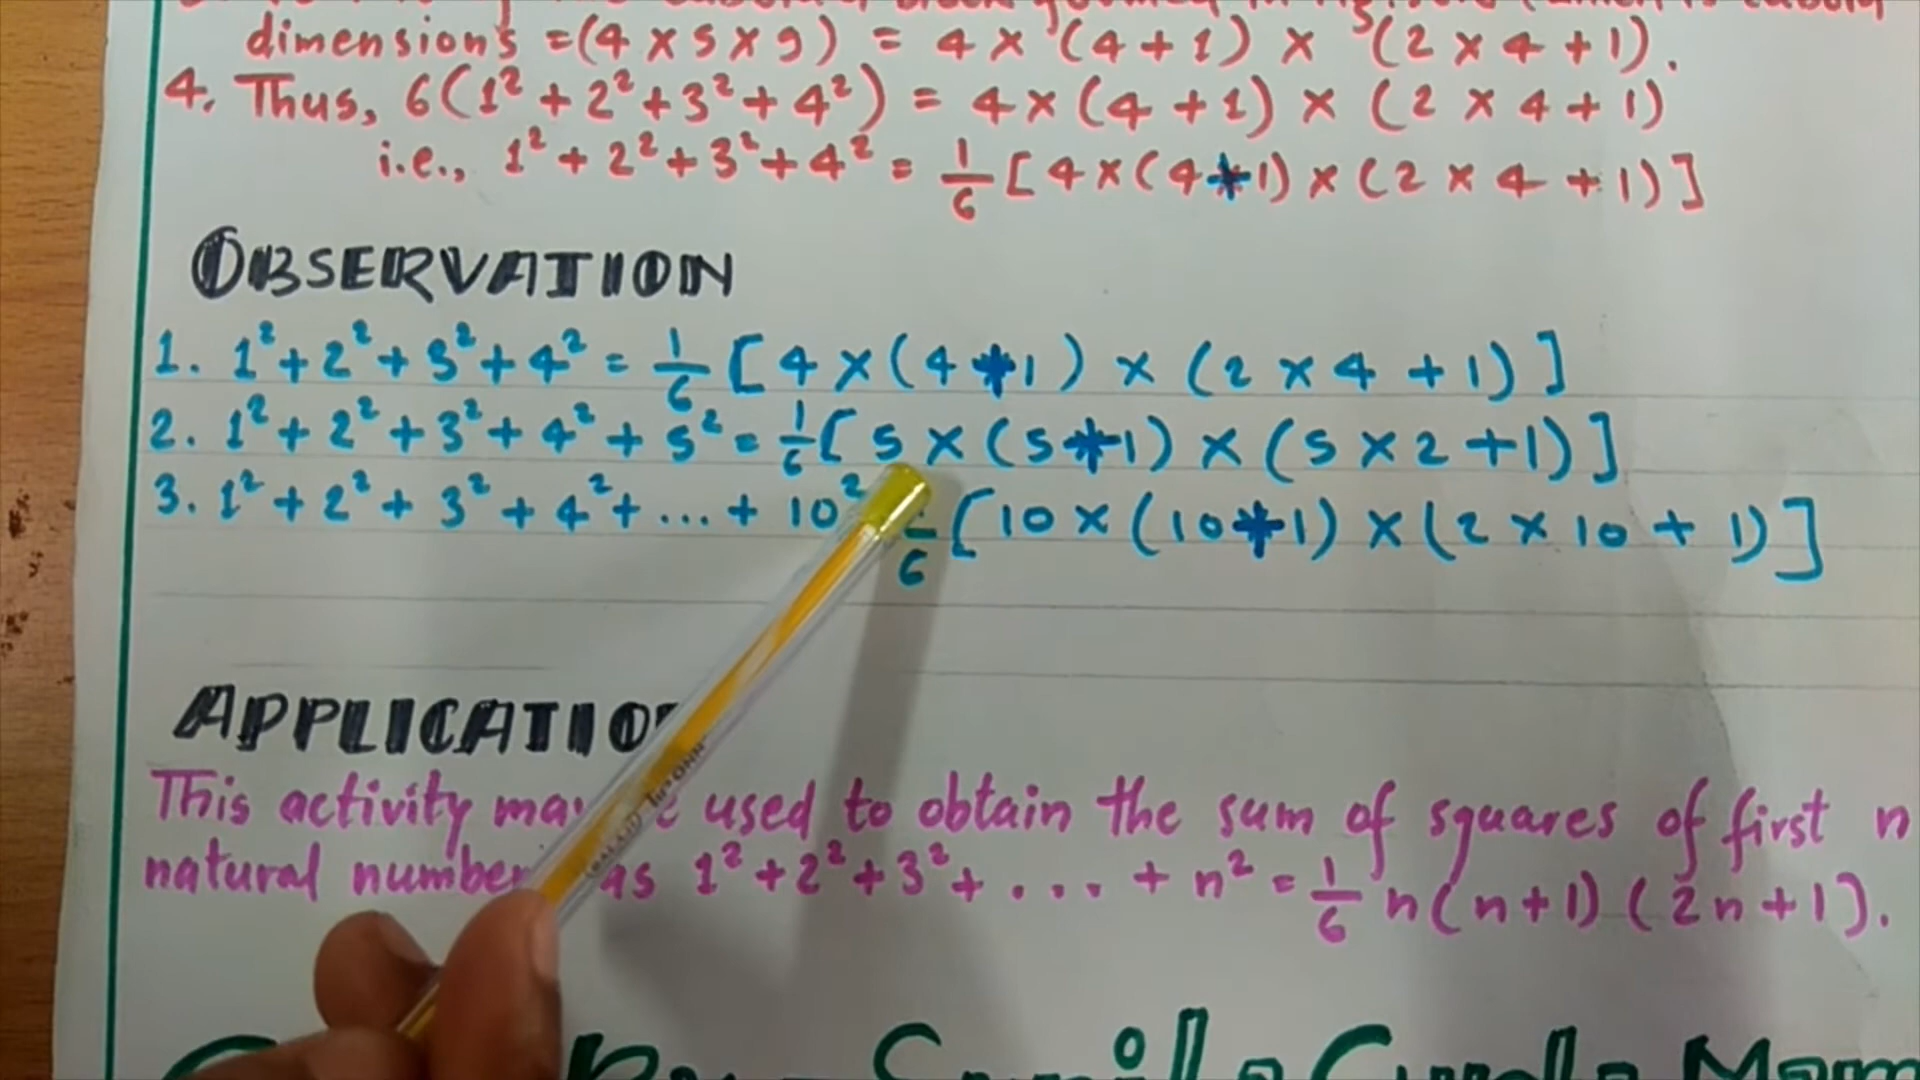 dimensions = (4 × 5 × 9) = 4 × (4 + 1) × (2 × 4 + 1).
4. Thus, 6(1² + 2² + 3² + 4²) = 4 × (4 + 1) × (2 × 4 + 1)
i.e., 1² + 2² + 3² + 4² = 1/6 [4 × (4 + 1) × (2 × 4 + 1)]
OBSERVATION
1. 1² + 2² + 3² + 4² = 1/6 [4 × (4 + 1) × (2 × 4 + 1)]
2. 1² + 2² + 3² + 4² + 5² = 1/6 [5 × (5 + 1) × (5 × 2 + 1)]
3. 1² + 2² + 3² + 4² + ... + 10² 1/6 [10 × (10 + 1) × (2 × 10 + 1)]
APPLICATIO
This activity may used to obtain the sum of squares of first n
natural number as 1² + 2² + 3² + .... + n² = 1/6 n(n+1) (2n+1).
Mam